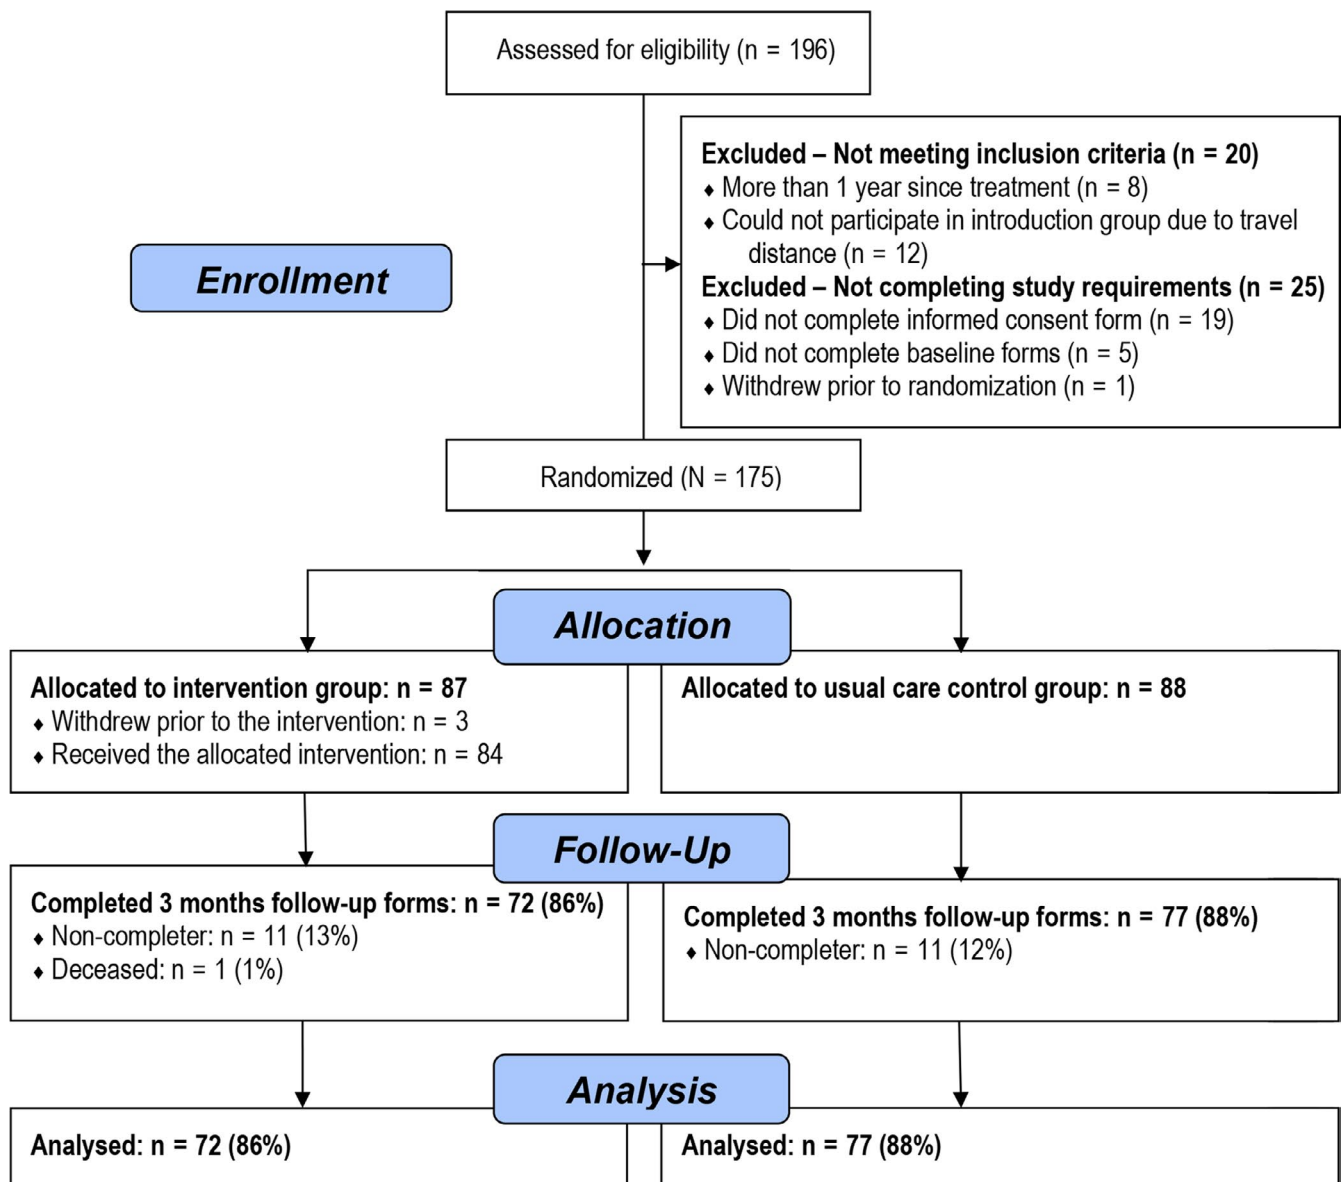 Assessed for eligibility (n = 196)
Excluded – Not meeting inclusion criteria (n = 20)
♦ More than 1 year since treatment (n = 8)
♦ Could not participate in introduction group due to travel
distance (n = 12)
Enrollment
Excluded – Not completing study requirements (n = 25)
♦ Did not complete informed consent form (n = 19)
♦ Did not complete baseline forms (n = 5)
♦ Withdrew prior to randomization (n = 1)
Randomized (N = 175)
Allocation
Allocated to intervention group: n = 87
♦ Withdrew prior to the intervention: n = 3
♦ Received the allocated intervention: n = 84
Allocated to usual care control group: n = 88
Follow-Up
Completed 3 months follow-up forms: n = 72 (86%)
♦ Non-completer: n = 11 (13%)
♦ Deceased: n = 1 (1%)
Completed 3 months follow-up forms: n = 77 (88%)
♦ Non-completer: n = 11 (12%)
Analysis
Analysed: n = 72 (86%)
Analysed: n = 77 (88%)